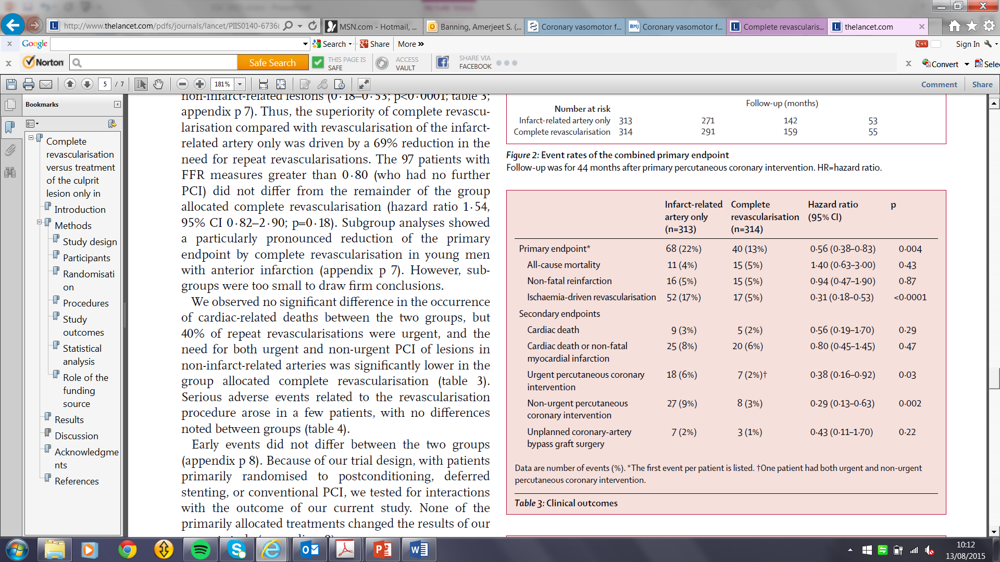 http://www.thelancet.com/pdfs/journals/lancet/PIIS0140-6736(
MSN.com - Hotmail, ...
Banning, Amerjeet S. (...
Coronary vasomotor f...
Coronary vasomotor f...
Complete revascularis...
thelancet.com
x Google
Search
Share
More »
Sign In
x Norton
Safe Search
THIS PAGE IS
SAFE
ACCESS
VAULT
SHARE VIA
FACEBOOK
x Convert
Sele
5 / 7
181%
Comment
Share
Bookmarks
Complete
revascularisation
versus treatment
of the culprit
lesion only in
Introduction
Methods
Study design
Participants
Randomisati
on
Procedures
Study
outcomes
Statistical
analysis
Role of the
funding
source
Results
Discussion
Acknowledgme
nts
References
non-infarct-related lesions (0·18–0·53; p<0·0001; table 3;
appendix p 7). Thus, the superiority of complete revascu-
larisation compared with revascularisation of the infarct-
related artery only was driven by a 69% reduction in the
need for repeat revascularisations. The 97 patients with
FFR measures greater than 0·80 (who had no further
PCI) did not differ from the remainder of the group
allocated complete revascularisation (hazard ratio 1·54,
95% CI 0·82–2·90; p=0·18). Subgroup analyses showed
a particularly pronounced reduction of the primary
endpoint by complete revascularisation in young men
with anterior infarction (appendix p 7). However, sub-
groups were too small to draw firm conclusions.
We observed no significant difference in the occurrence
of cardiac-related deaths between the two groups, but
40% of repeat revascularisations were urgent, and the
need for both urgent and non-urgent PCI of lesions in
non-infarct-related arteries was significantly lower in the
group allocated complete revascularisation (table 3).
Serious adverse events related to the revascularisation
procedure arose in a few patients, with no differences
noted between groups (table 4).
Early events did not differ between the two groups
(appendix p 8). Because of our trial design, with patients
primarily randomised to postconditioning, deferred
stenting, or conventional PCI, we tested for interactions
with the outcome of our current study. None of the
primarily allocated treatments changed the results of our
Follow-up (months)
Number at risk
Infarct-related artery only 313 271 142 53
Complete revascularisation 314 291 159 55
Figure 2: Event rates of the combined primary endpoint
Follow-up was for 44 months after primary percutaneous coronary intervention. HR=hazard ratio.
Infarct-related Complete Hazard ratio p
artery only revascularisation (95% CI)
(n=313) (n=314)
Primary endpoint* 68 (22%) 40 (13%) 0·56 (0·38–0·83) 0·004
All-cause mortality 11 (4%) 15 (5%) 1·40 (0·63–3·00) 0·43
Non-fatal reinfarction 16 (5%) 15 (5%) 0·94 (0·47–1·90) 0·87
Ischaemia-driven revascularisation 52 (17%) 17 (5%) 0·31 (0·18–0·53) <0·0001
Secondary endpoints
Cardiac death 9 (3%) 5 (2%) 0·56 (0·19–1·70) 0·29
Cardiac death or non-fatal 25 (8%) 20 (6%) 0·80 (0·45–1·45) 0·47
myocardial infarction
Urgent percutaneous coronary 18 (6%) 7 (2%)† 0·38 (0·16–0·92) 0·03
intervention
Non-urgent percutaneous 27 (9%) 8 (3%) 0·29 (0·13–0·63) 0·002
coronary intervention
Unplanned coronary-artery 7 (2%) 3 (1%) 0·43 (0·11–1·70) 0·22
bypass graft surgery
Data are number of events (%). *The first event per patient is listed. †One patient had both urgent and non-urgent
percutaneous coronary intervention.
Table 3: Clinical outcomes
10:12
13/08/2015